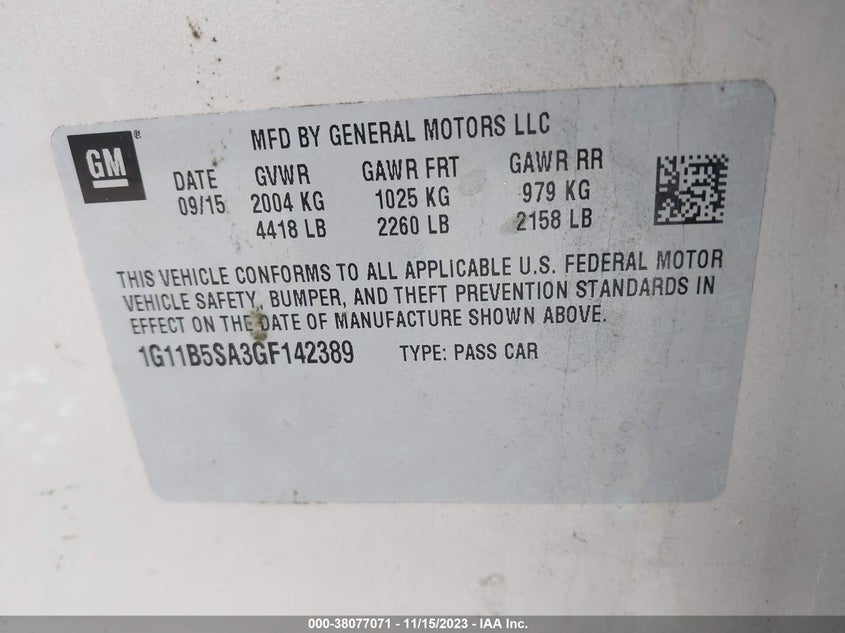 GM®
MFD BY GENERAL MOTORS LLC
DATE GVWR GAWR FRT GAWR RR
09/15 2004 KG 1025 KG 979 KG
4418 LB 2260 LB 2158 LB
THIS VEHICLE CONFORMS TO ALL APPLICABLE U.S. FEDERAL MOTOR
VEHICLE SAFETY, BUMPER, AND THEFT PREVENTION STANDARDS IN
EFFECT ON THE DATE OF MANUFACTURE SHOWN ABOVE.
1G11B5SA3GF142389 TYPE: PASS CAR
000-38077071 - 11/15/2023 - IAA Inc.